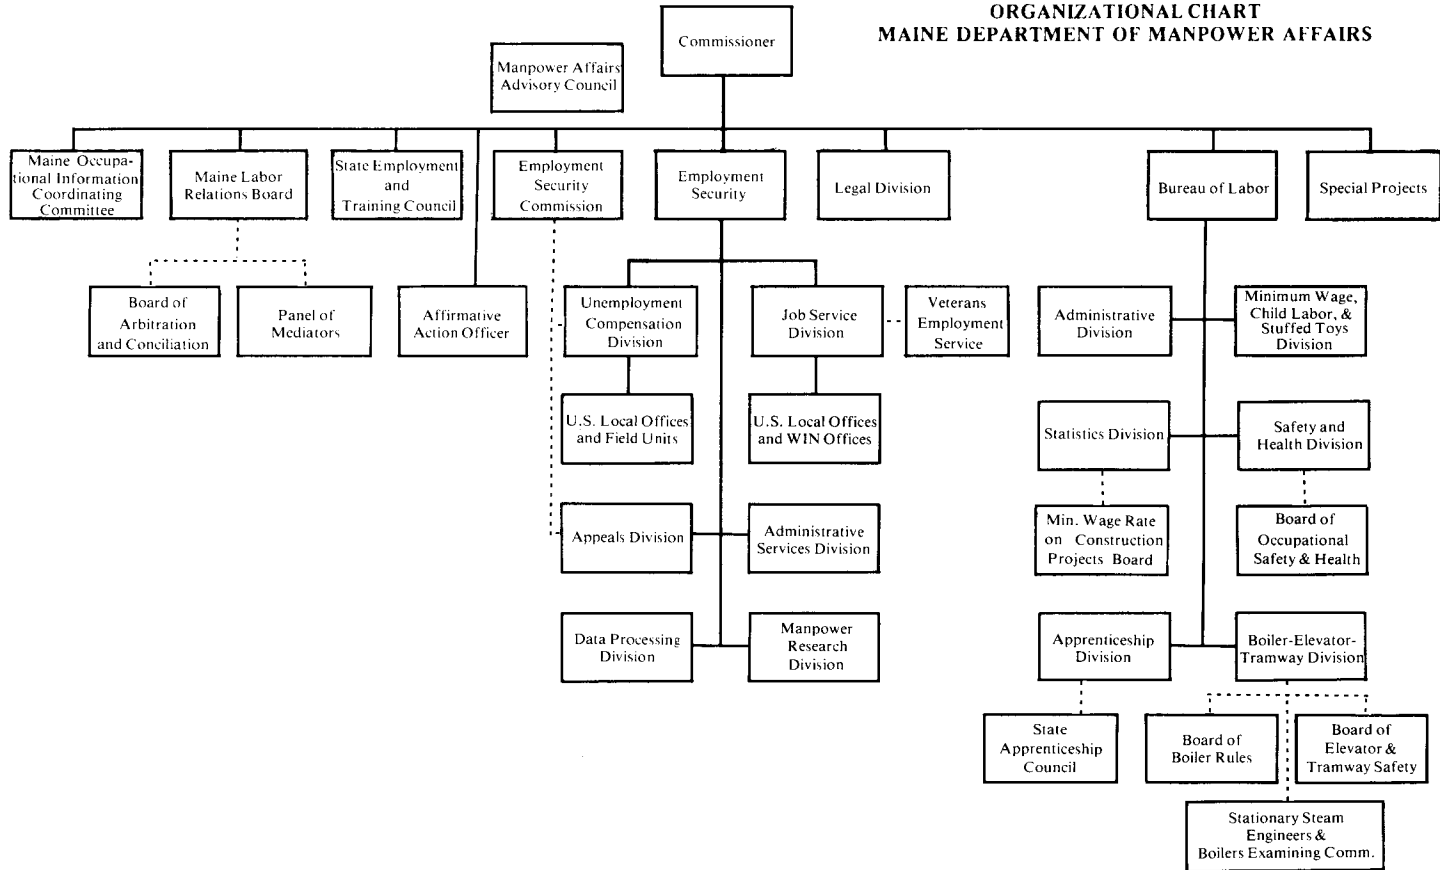 ORGANIZATIONAL CHART
MAINE DEPARTMENT OF MANPOWER AFFAIRS
Commissioner
Manpower Affairs
Advisory Council
Maine Occupa-
tional Information
Coordinating
Committee
Maine Labor
Relations Board
State Employment
and
Training Council
Employment
Security
Commission
Employment
Security
Legal Division
Bureau of Labor
Special Projects
Board of
Arbitration
and Conciliation
Panel of
Mediators
Affirmative
Action Officer
Unemployment
Compensation
Division
Job Service
Division
Veterans
Employment
Service
Administrative
Division
Minimum Wage,
Child Labor, &
Stuffed Toys
Division
U.S. Local Offices
and Field Units
U.S. Local Offices
and WIN Offices
Statistics Division
Safety and
Health Division
Appeals Division
Administrative
Services Division
Min. Wage Rate
on Construction
Projects Board
Board of
Occupational
Safety & Health
Data Processing
Division
Manpower
Research
Division
Apprenticeship
Division
Boiler-Elevator-
Tramway Division
State
Apprenticeship
Council
Board of
Boiler Rules
Board of
Elevator &
Tramway Safety
Stationary Steam
Engineers &
Boilers Examining Comm.